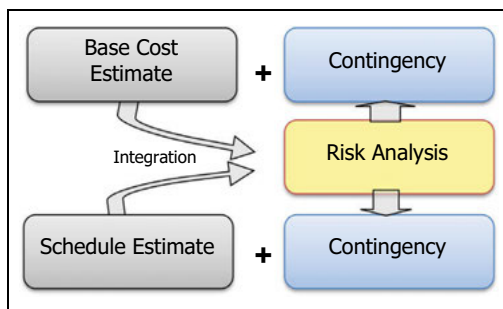 Base Cost
Estimate
+
Contingency
Integration
Risk Analysis
Schedule Estimate
+
Contingency